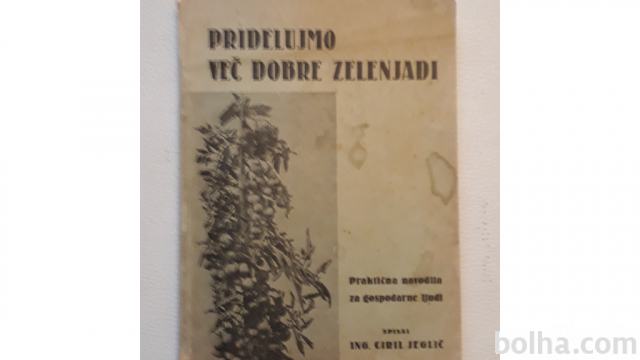 PRIDELUJMO
VEČ DOBRE ZELENJADI
Praktična navodila
za gospodarne ljudi
SPISAL
ING. CIRIL JEGLIČ
bolha.com